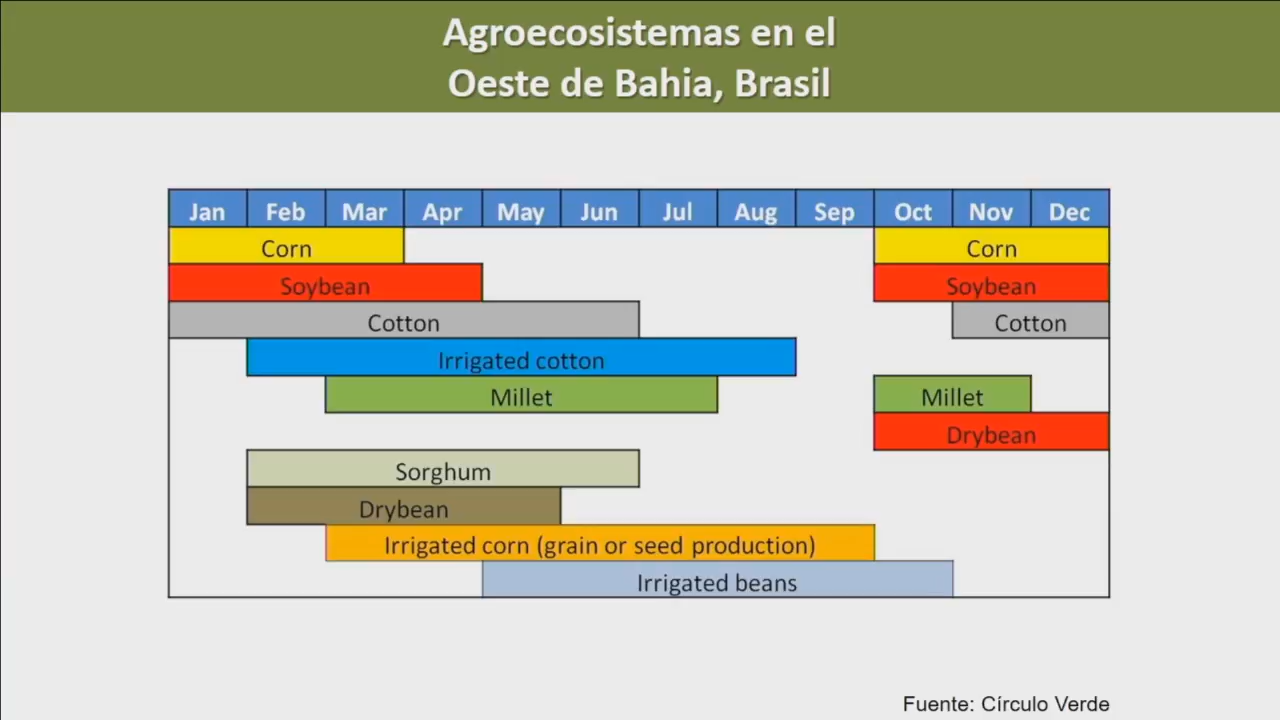 Agroecosistemas en el
Oeste de Bahia, Brasil
Jan Feb Mar Apr May Jun Jul Aug Sep Oct Nov Dec
Corn Corn
Soybean Soybean
Cotton Cotton
Irrigated cotton
Millet Millet
Drybean
Sorghum
Drybean
Irrigated corn (grain or seed production)
Irrigated beans
Fuente: Círculo Verde